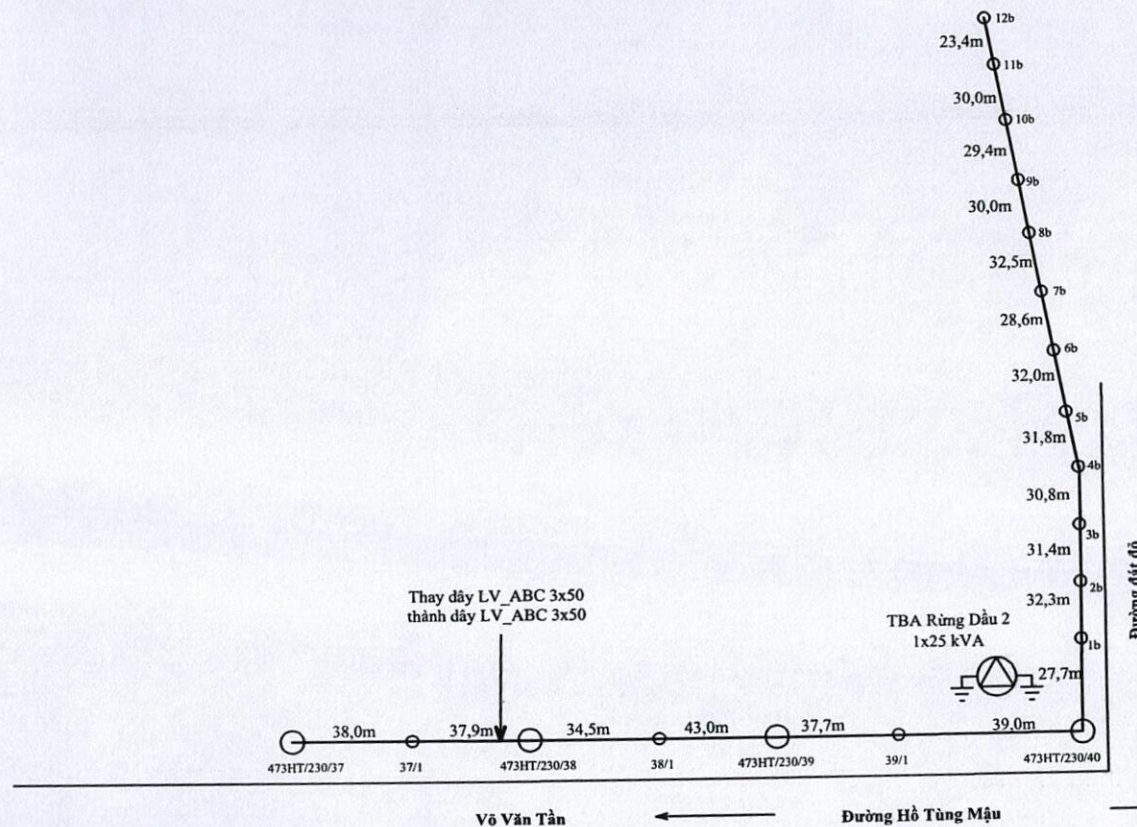 12b
23,4m
11b
30,0m
10b
29,4m
9b
30,0m
8b
32,5m
7b
28,6m
6b
32,0m
5b
31,8m
4b
30,8m
3b
31,4m
2b
32,3m
1b
27,7m
Đường đất đỏ
TBA Rừng Dầu 2
1x25 kVA
Thay dây LV_ABC 3x50
thành dây LV_ABC 3x50
38,0m
37,9m
34,5m
43,0m
37,7m
39,0m
473HT/230/37
37/1
473HT/230/38
38/1
473HT/230/39
39/1
473HT/230/40
Võ Văn Tần
Đường Hồ Tùng Mậu